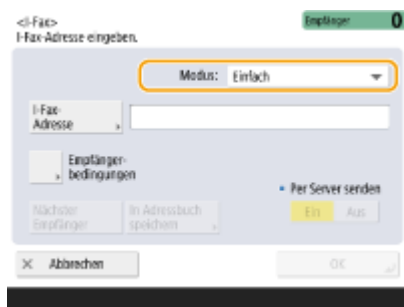 <I-Fax>
Empfänger 0
I-Fax-Adresse eingeben.
Modus: Einfach
I-Fax-
Adresse
Empfänger-
bedingungen
Per Server senden
Nächster
Empfänger
In Adressbuch
speichern
Ein Aus
Abbrechen
OK